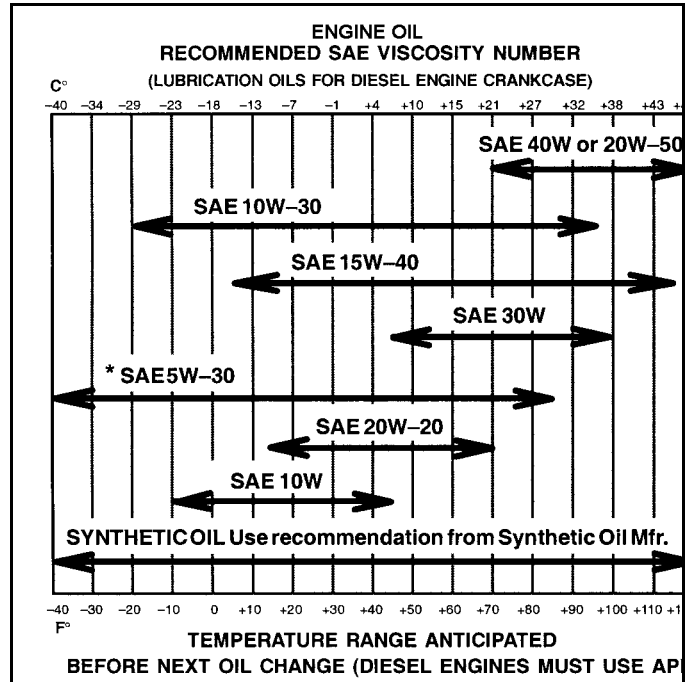 ENGINE OIL
RECOMMENDED SAE VISCOSITY NUMBER
(LUBRICATION OILS FOR DIESEL ENGINE CRANKCASE)
C°
–40 –34 –29 –23 –18 –13 –7 –1 +4 +10 +15 +21 +27 +32 +38 +43
SAE 40W or 20W–50
SAE 10W–30
SAE 15W–40
SAE 30W
* SAE5W–30
SAE 20W–20
SAE 10W
SYNTHETIC OIL Use recommendation from Synthetic Oil Mfr.
–40 –30 –20 –10 0 +10 +20 +30 +40 +50 +60 +70 +80 +90 +100 +110
F°
TEMPERATURE RANGE ANTICIPATED
BEFORE NEXT OIL CHANGE (DIESEL ENGINES MUST USE API